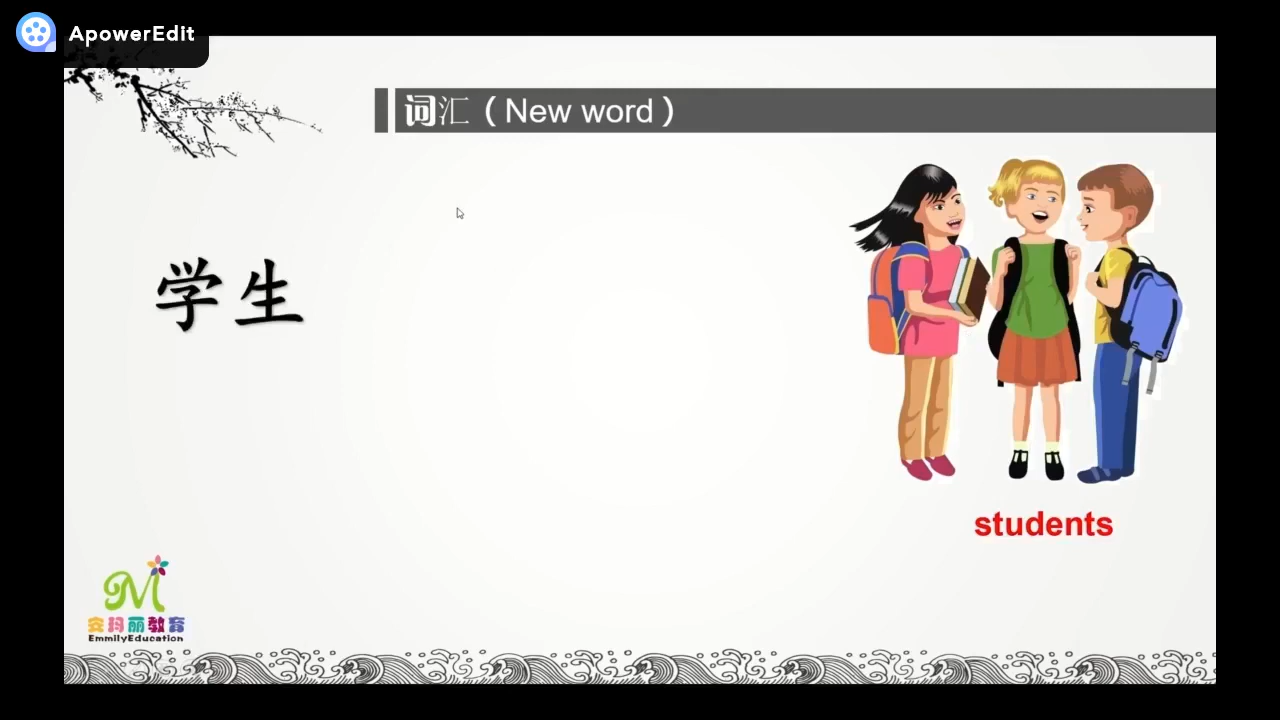 ApowerEdit
词汇（New word）
学生
students
安玛丽教育
EmmilyEducation